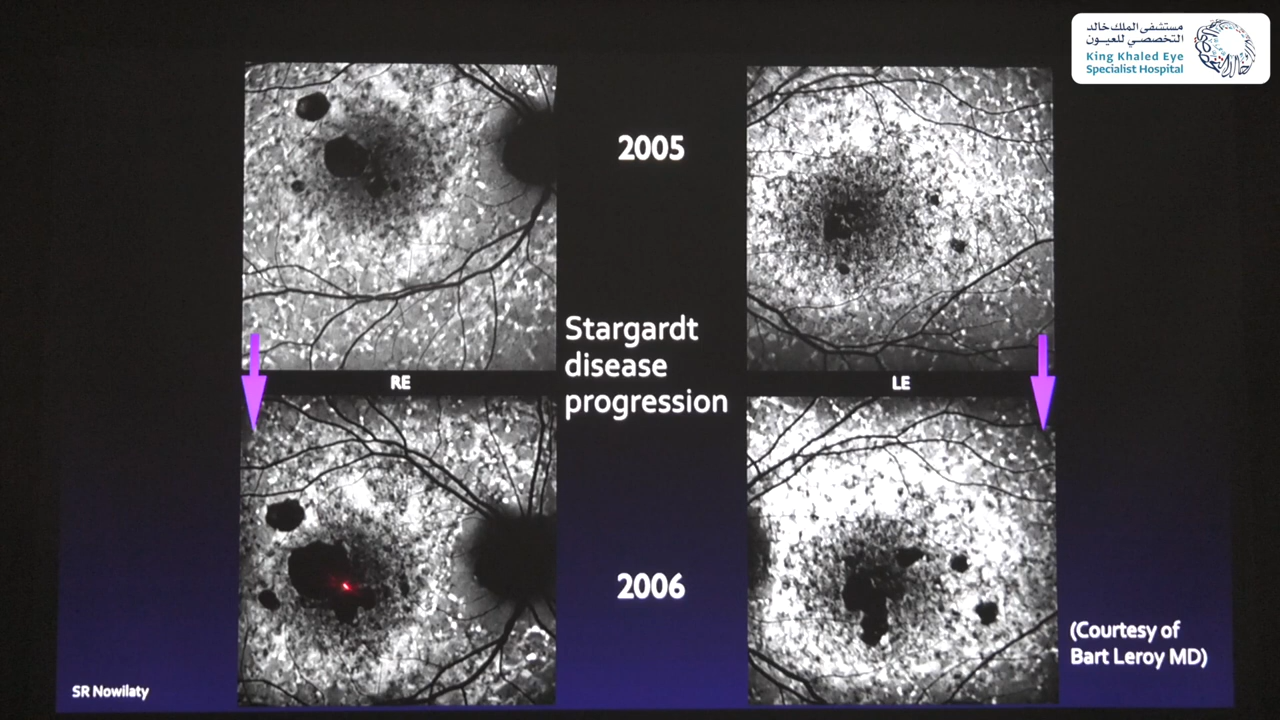 مستشفى الملك خالد
التخصصي للعيون
King Khaled Eye
Specialist Hospital
2005
Stargardt
disease
progression
RE
LE
2006
(Courtesy of
Bart Leroy MD)
SR Nowilaty